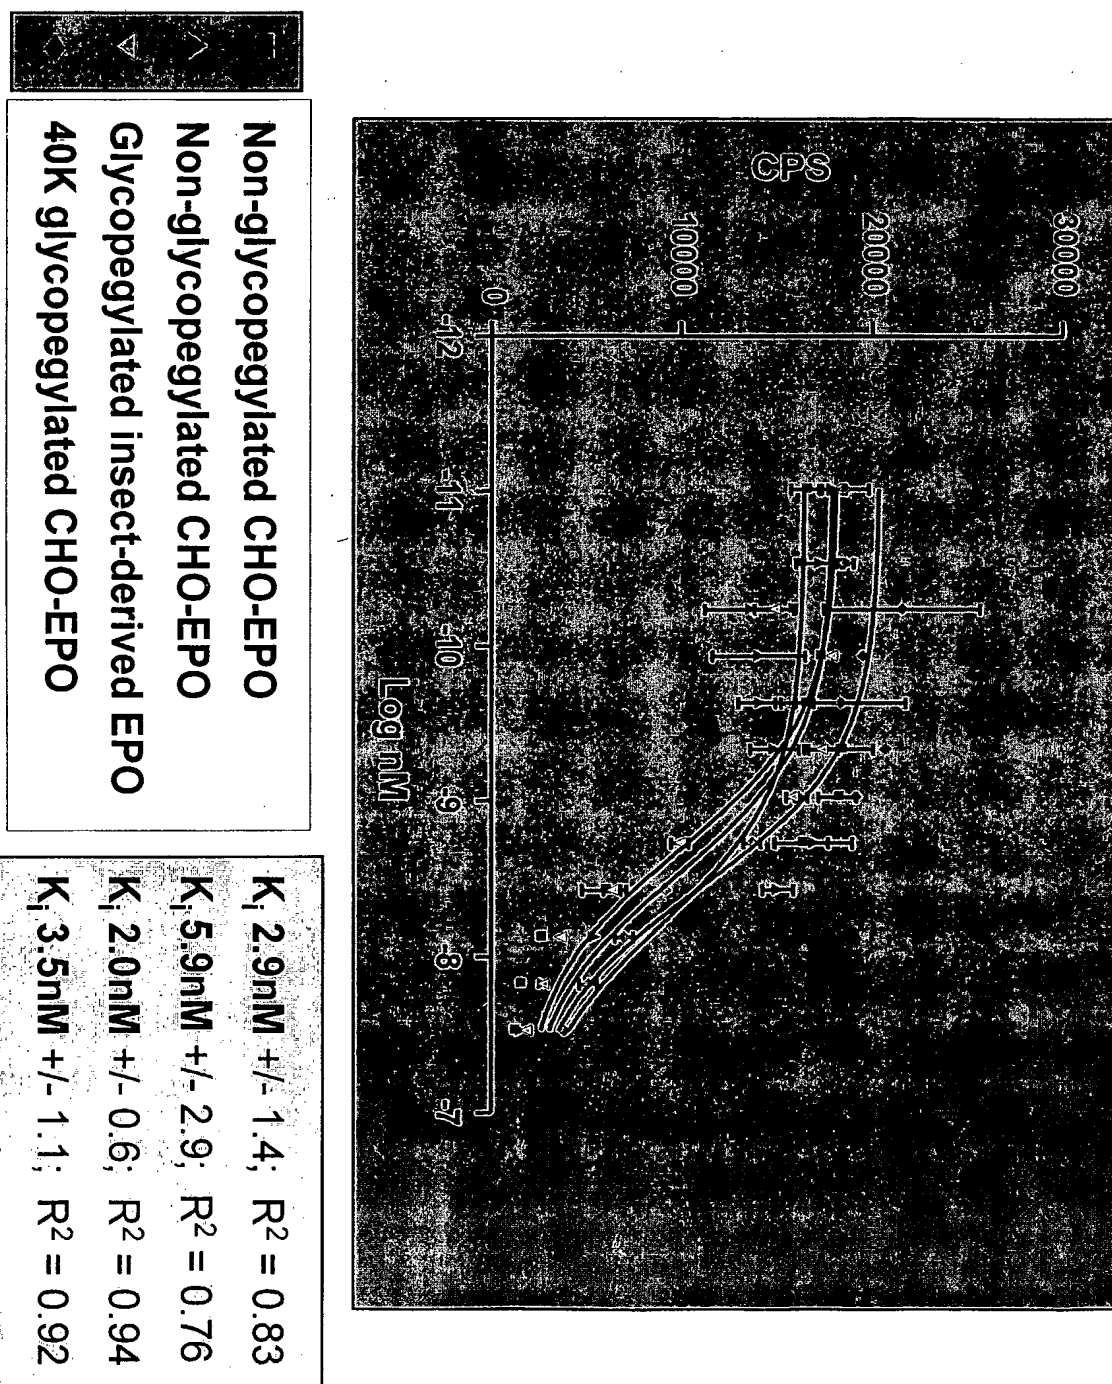 CPS
30000
20000
10000
0
-12
-11
-10
-9
-8
-7
Log nM
Non-glycopegylated CHO-EPO
Non-glycopegylated CHO-EPO
Glycopegylated insect-derived EPO
40K glycopegylated CHO-EPO
Ki 2.9nM +/- 1.4; R² = 0.83
Ki 5.9nM +/- 2.9; R² = 0.76
Ki 2.0nM +/- 0.6; R² = 0.94
Ki 3.5nM +/- 1.1; R² = 0.92